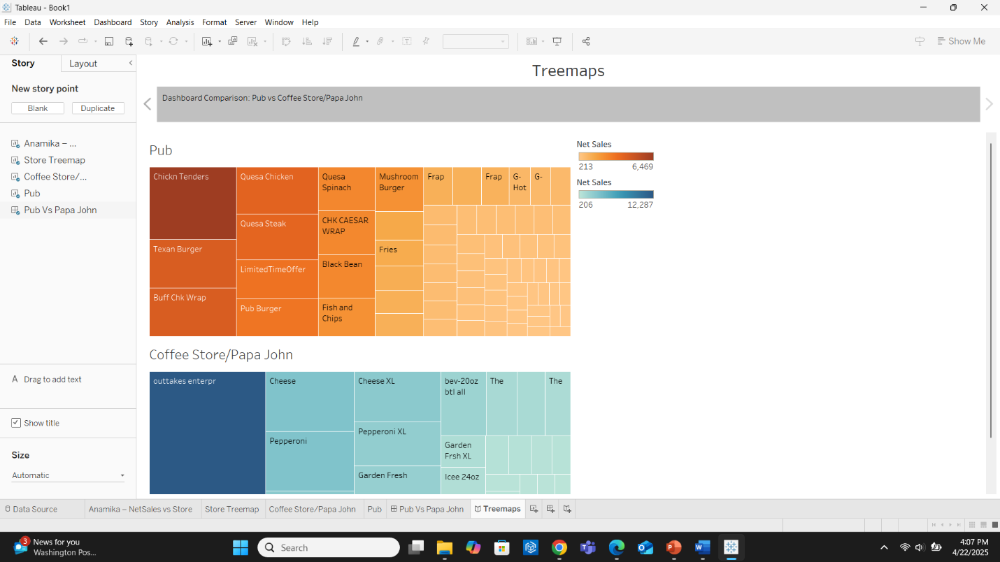 Tableau - Book1
File Data Worksheet Dashboard Story Analysis Format Server Window Help
Show Me
Story Layout
New story point
Blank Duplicate
Anamika – ...
Store Treemap
Coffee Store/...
Pub
Pub Vs Papa John
A Drag to add text
Show title
Size
Automatic
Treemaps
Dashboard Comparison: Pub vs Coffee Store/Papa John
Pub
Chickn Tenders
Texan Burger
Buff Chk Wrap
Quesa Chicken
Quesa Steak
LimitedTimeOffer
Pub Burger
Quesa
Spinach
CHK CAESAR
WRAP
Black Bean
Fish and
Chips
Mushroom
Burger
Fries
Frap
Frap
G-
Hot
G-
Net Sales
213 6,469
Net Sales
206 12,287
Coffee Store/Papa John
outtakes enterpr
Cheese
Pepperoni
Cheese XL
Pepperoni XL
Garden Fresh
bev-20oz
btl all
Garden
Frsh XL
Icee 24oz
The
The
Data Source Anamika – NetSales vs Store Store Treemap Coffee Store/Papa John Pub Pub Vs Papa John Treemaps
3
News for you
Washington Pos...
Search
4:07 PM
4/22/2025